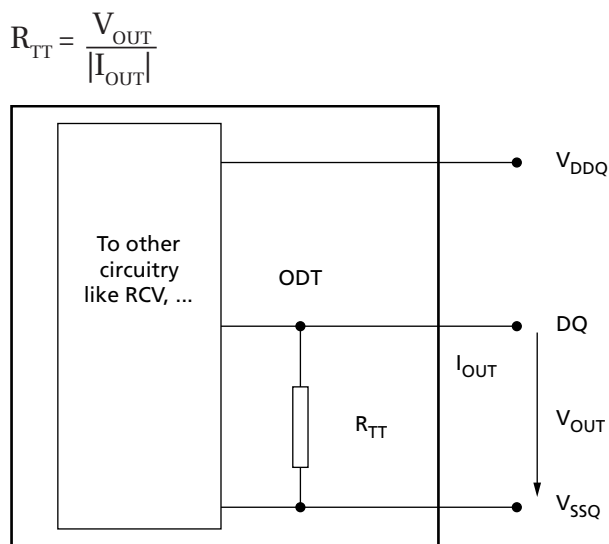 R_TT = V_OUT / |I_OUT|
V_DDQ
To other
circuitry
like RCV, ...
ODT
DQ
I_OUT
R_TT
V_OUT
V_SSQ